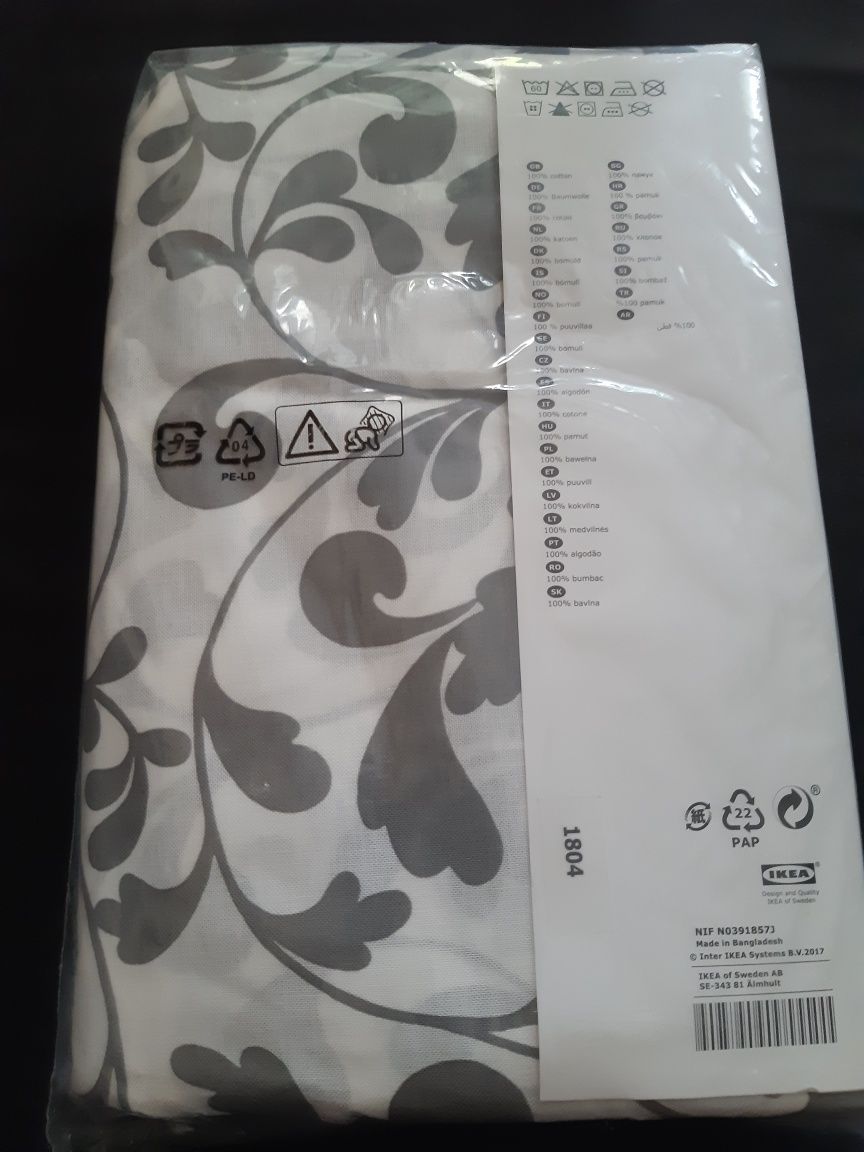 60
GB
100% cotton
DE
100% Baumwolle
FR
100% coton
NL
100% katoen
DK
100% bomuld
IS
100% bómull
NO
100% bomull
FI
100 % puuvillaa
SE
100% bomull
CZ
100% bavlna
ES
100% algodón
IT
100% cotone
HU
100% pamut
PL
100% bawełna
ET
100% puuvill
LV
100% kokvilna
LT
100% medvilnės
PT
100% algodão
RO
100% bumbac
SK
100% bavlna
BG
100% памук
HR
100 % pamuk
GR
100% βαμβάκι
RU
100% хлопок
RS
100% pamuk
SI
100% bombaž
TR
%100 pamuk
AR
100% قطن
プラ
04
PE-LD
1804
紙
22
PAP
®
IKEA
®
Design and Quality
IKEA of Sweden
NIF N0391857J
Made in Bangladesh
© Inter IKEA Systems B.V.2017
IKEA of Sweden AB
SE-343 81 Älmhult